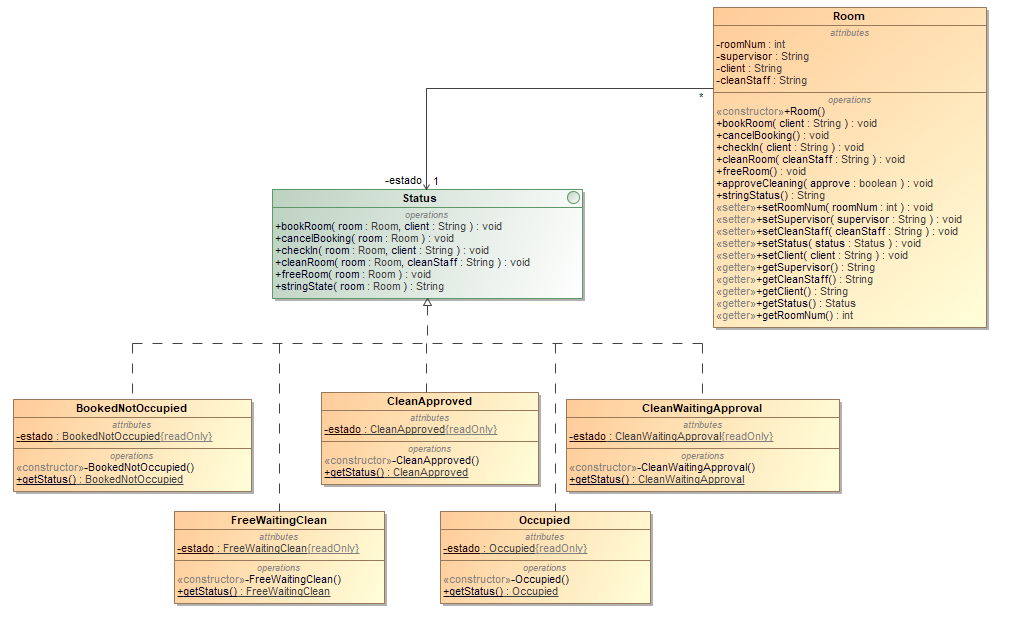 Room
attributes
-roomNum : int
-supervisor : String
-client : String
-cleanStaff : String
operations
«constructor»+Room()
+bookRoom( client : String ) : void
+cancelBooking() : void
+checkIn( client : String ) : void
+cleanRoom( cleanStaff : String ) : void
+freeRoom() : void
+approveCleaning( approve : boolean ) : void
+stringStatus() : String
«setter»+setRoomNum( roomNum : int ) : void
«setter»+setSupervisor( supervisor : String ) : void
«setter»+setCleanStaff( cleanStaff : String ) : void
«setter»+setStatus( status : Status ) : void
«setter»+setClient( client : String ) : void
«getter»+getSupervisor() : String
«getter»+getCleanStaff() : String
«getter»+getClient() : String
«getter»+getStatus() : Status
«getter»+getRoomNum() : int
*
-estado 1
Status
operations
+bookRoom( room : Room, client : String ) : void
+cancelBooking( room : Room ) : void
+checkIn( room : Room, client : String ) : void
+cleanRoom( room : Room, cleanStaff : String ) : void
+freeRoom( room : Room ) : void
+stringState( room : Room ) : String
BookedNotOccupied
attributes
-estado : BookedNotOccupied{readOnly}
operations
«constructor»-BookedNotOccupied()
+getStatus() : BookedNotOccupied
CleanApproved
attributes
-estado : CleanApproved{readOnly}
operations
«constructor»-CleanApproved()
+getStatus() : CleanApproved
CleanWaitingApproval
attributes
-estado : CleanWaitingApproval{readOnly}
operations
«constructor»-CleanWaitingApproval()
+getStatus() : CleanWaitingApproval
FreeWaitingClean
attributes
-estado : FreeWaitingClean{readOnly}
operations
«constructor»-FreeWaitingClean()
+getStatus() : FreeWaitingClean
Occupied
attributes
-estado : Occupied{readOnly}
operations
«constructor»-Occupied()
+getStatus() : Occupied